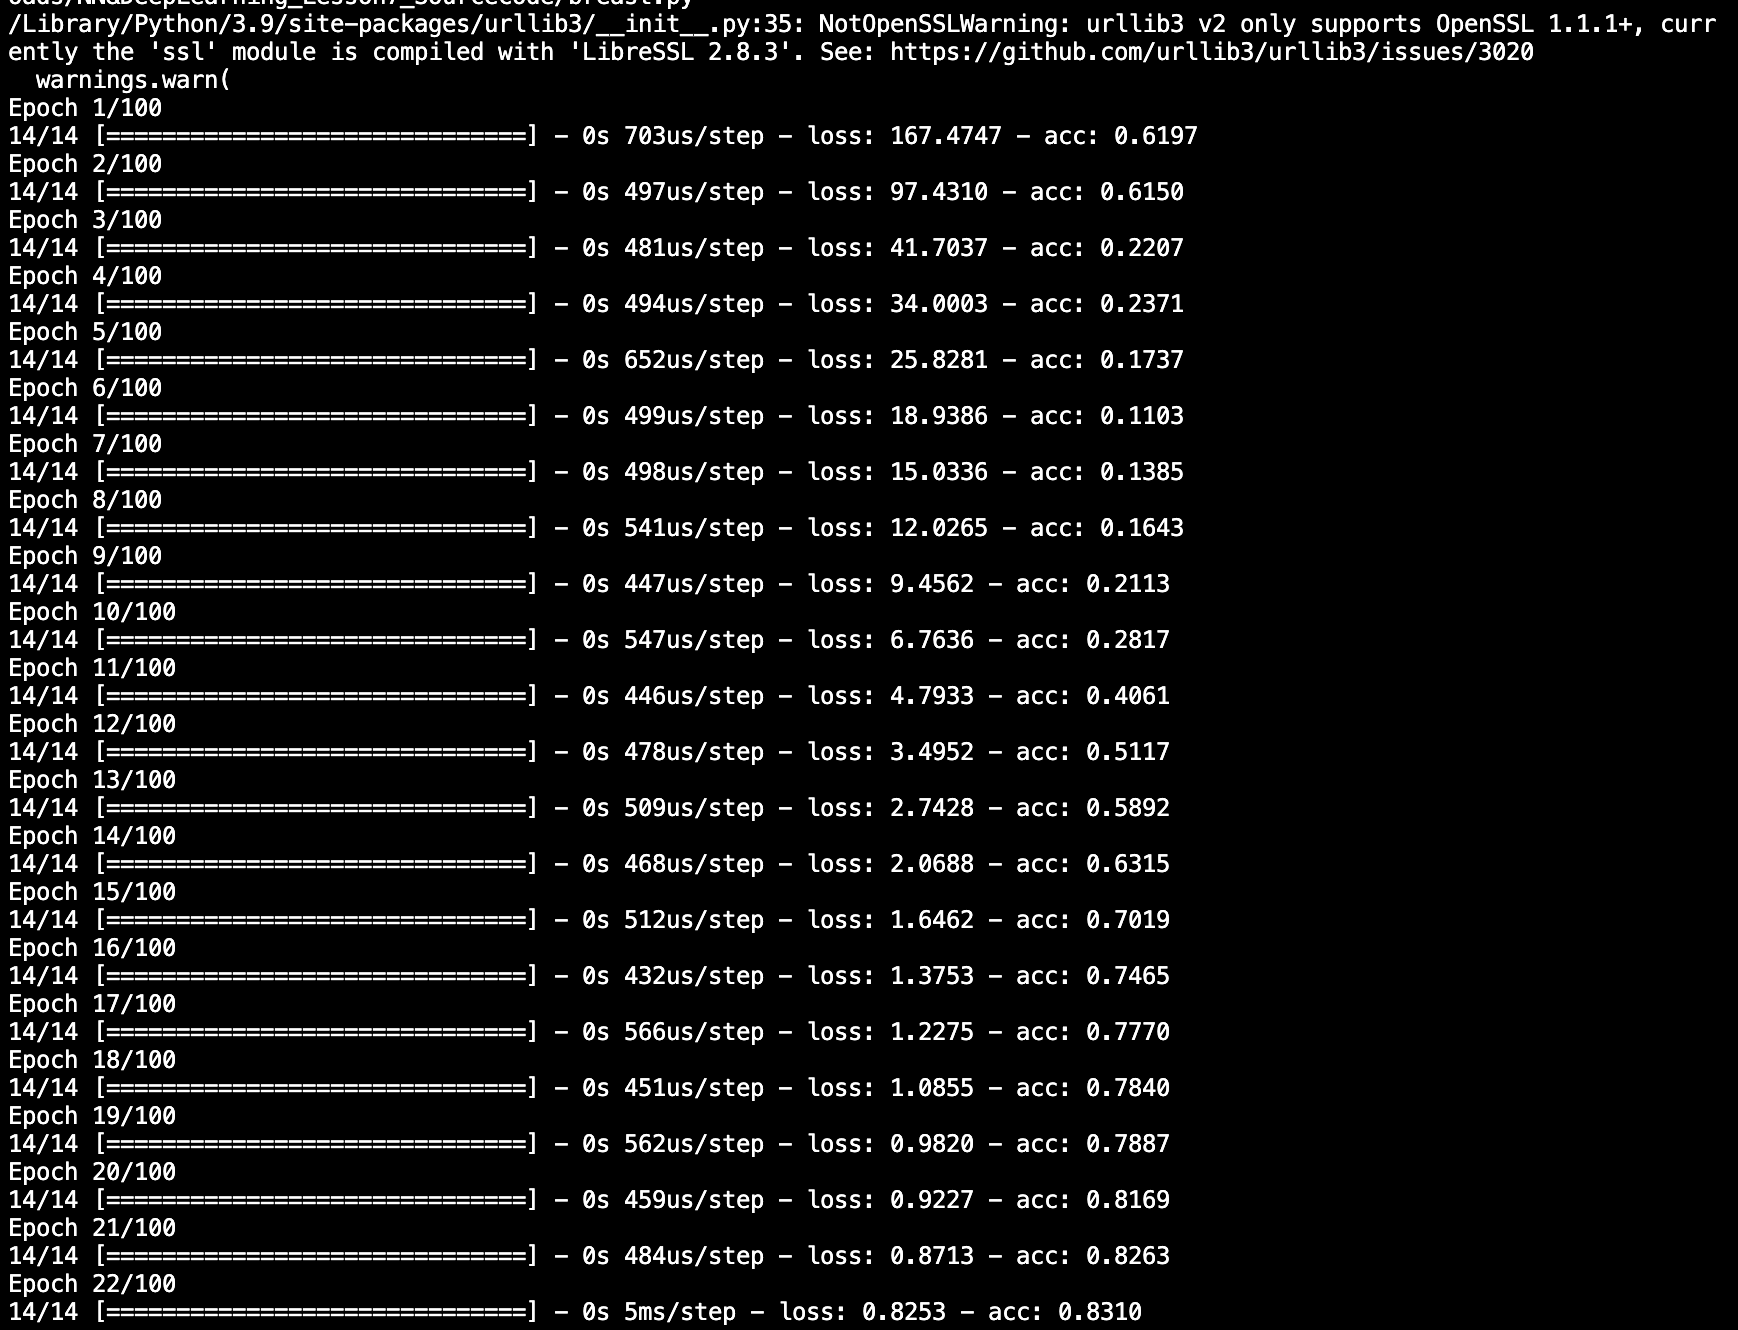 oads/NN&DeepLearning_Lesson7_SourceCode/breast.py
/Library/Python/3.9/site-packages/urllib3/__init__.py:35: NotOpenSSLWarning: urllib3 v2 only supports OpenSSL 1.1.1+, curr
ently the 'ssl' module is compiled with 'LibreSSL 2.8.3'. See: https://github.com/urllib3/urllib3/issues/3020
  warnings.warn(
Epoch 1/100
14/14 [==============================] - 0s 703us/step - loss: 167.4747 - acc: 0.6197
Epoch 2/100
14/14 [==============================] - 0s 497us/step - loss: 97.4310 - acc: 0.6150
Epoch 3/100
14/14 [==============================] - 0s 481us/step - loss: 41.7037 - acc: 0.2207
Epoch 4/100
14/14 [==============================] - 0s 494us/step - loss: 34.0003 - acc: 0.2371
Epoch 5/100
14/14 [==============================] - 0s 652us/step - loss: 25.8281 - acc: 0.1737
Epoch 6/100
14/14 [==============================] - 0s 499us/step - loss: 18.9386 - acc: 0.1103
Epoch 7/100
14/14 [==============================] - 0s 498us/step - loss: 15.0336 - acc: 0.1385
Epoch 8/100
14/14 [==============================] - 0s 541us/step - loss: 12.0265 - acc: 0.1643
Epoch 9/100
14/14 [==============================] - 0s 447us/step - loss: 9.4562 - acc: 0.2113
Epoch 10/100
14/14 [==============================] - 0s 547us/step - loss: 6.7636 - acc: 0.2817
Epoch 11/100
14/14 [==============================] - 0s 446us/step - loss: 4.7933 - acc: 0.4061
Epoch 12/100
14/14 [==============================] - 0s 478us/step - loss: 3.4952 - acc: 0.5117
Epoch 13/100
14/14 [==============================] - 0s 509us/step - loss: 2.7428 - acc: 0.5892
Epoch 14/100
14/14 [==============================] - 0s 468us/step - loss: 2.0688 - acc: 0.6315
Epoch 15/100
14/14 [==============================] - 0s 512us/step - loss: 1.6462 - acc: 0.7019
Epoch 16/100
14/14 [==============================] - 0s 432us/step - loss: 1.3753 - acc: 0.7465
Epoch 17/100
14/14 [==============================] - 0s 566us/step - loss: 1.2275 - acc: 0.7770
Epoch 18/100
14/14 [==============================] - 0s 451us/step - loss: 1.0855 - acc: 0.7840
Epoch 19/100
14/14 [==============================] - 0s 562us/step - loss: 0.9820 - acc: 0.7887
Epoch 20/100
14/14 [==============================] - 0s 459us/step - loss: 0.9227 - acc: 0.8169
Epoch 21/100
14/14 [==============================] - 0s 484us/step - loss: 0.8713 - acc: 0.8263
Epoch 22/100
14/14 [==============================] - 0s 5ms/step - loss: 0.8253 - acc: 0.8310